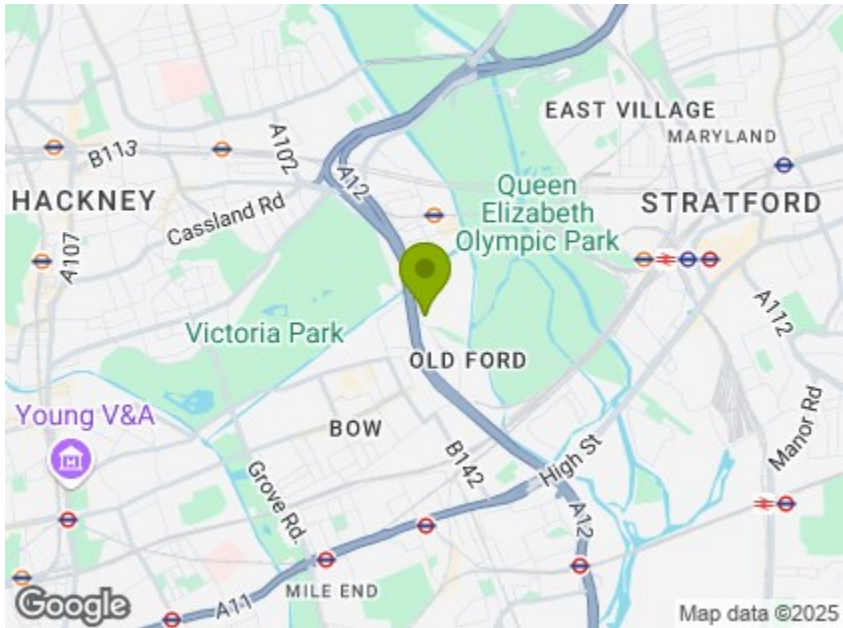 EAST VILLAGE
MARYLAND
B113
A102
A12
HACKNEY
Cassland Rd
A107
Queen
Elizabeth
Olympic Park
STRATFORD
A112
Victoria Park
OLD FORD
Young V&A
BOW
B142
High St
Manor Rd
Grove Rd.
A12
MILE END
A11
Google
Map data ©2025